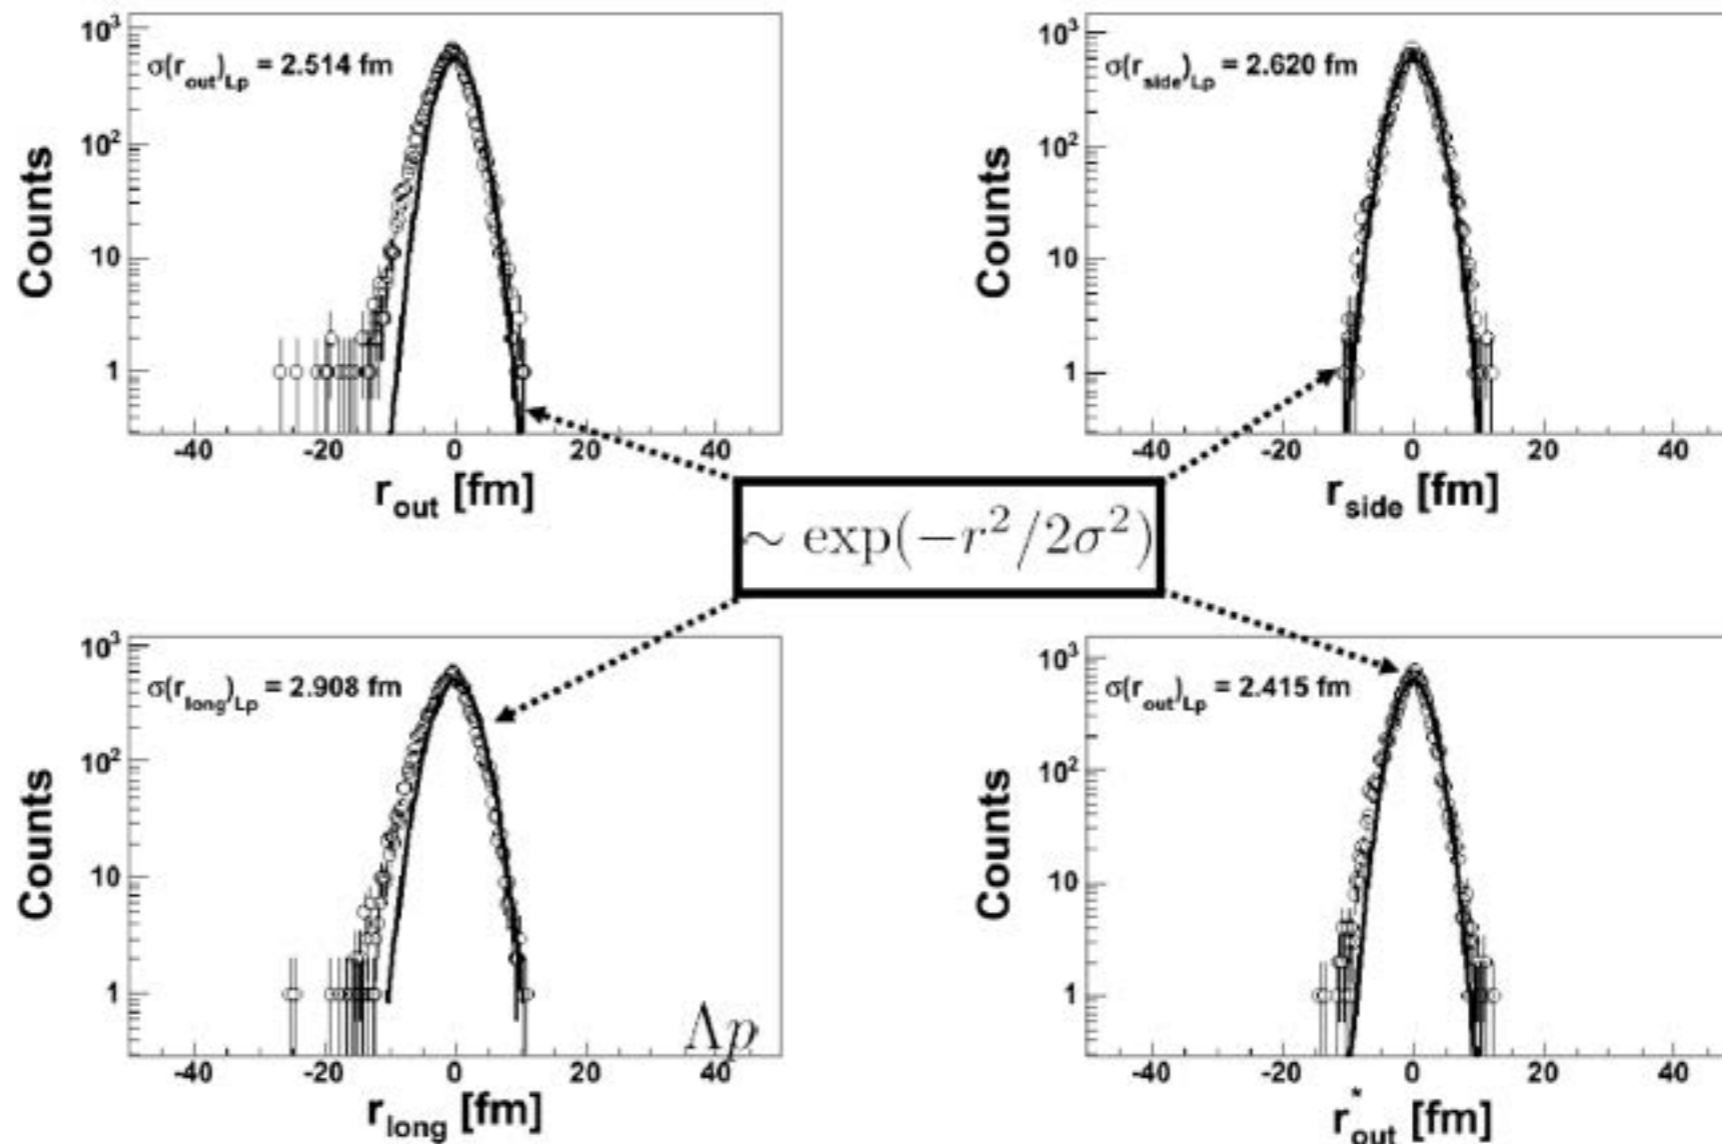 10³
10²
10
1
Counts
σ(r_out)_Lp = 2.514 fm
-40 -20 0 20 40
r_out [fm]
10³
10²
10
1
Counts
σ(r_side)_Lp = 2.620 fm
-40 -20 0 20 40
r_side [fm]
~ exp(−r²/2σ²)
10³
10²
10
1
Counts
σ(r_long)_Lp = 2.908 fm
Λp
-40 -20 0 20 40
r_long [fm]
10³
10²
10
1
Counts
σ(r_out)_Lp = 2.415 fm
-40 -20 0 20 40
r*_out [fm]